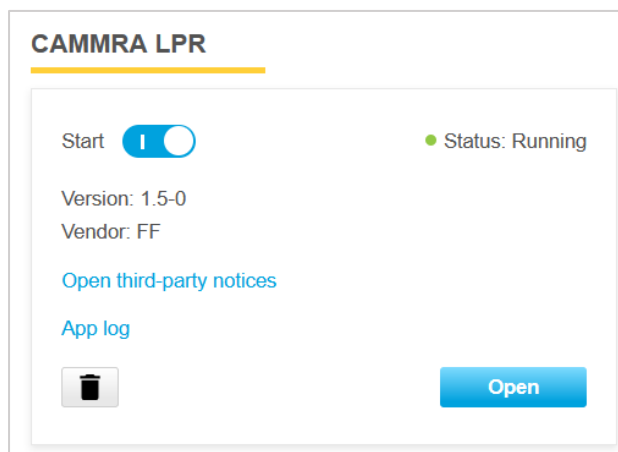 CAMMRA LPR
Start
Status: Running
Version: 1.5-0
Vendor: FF
Open third-party notices
App log
Open